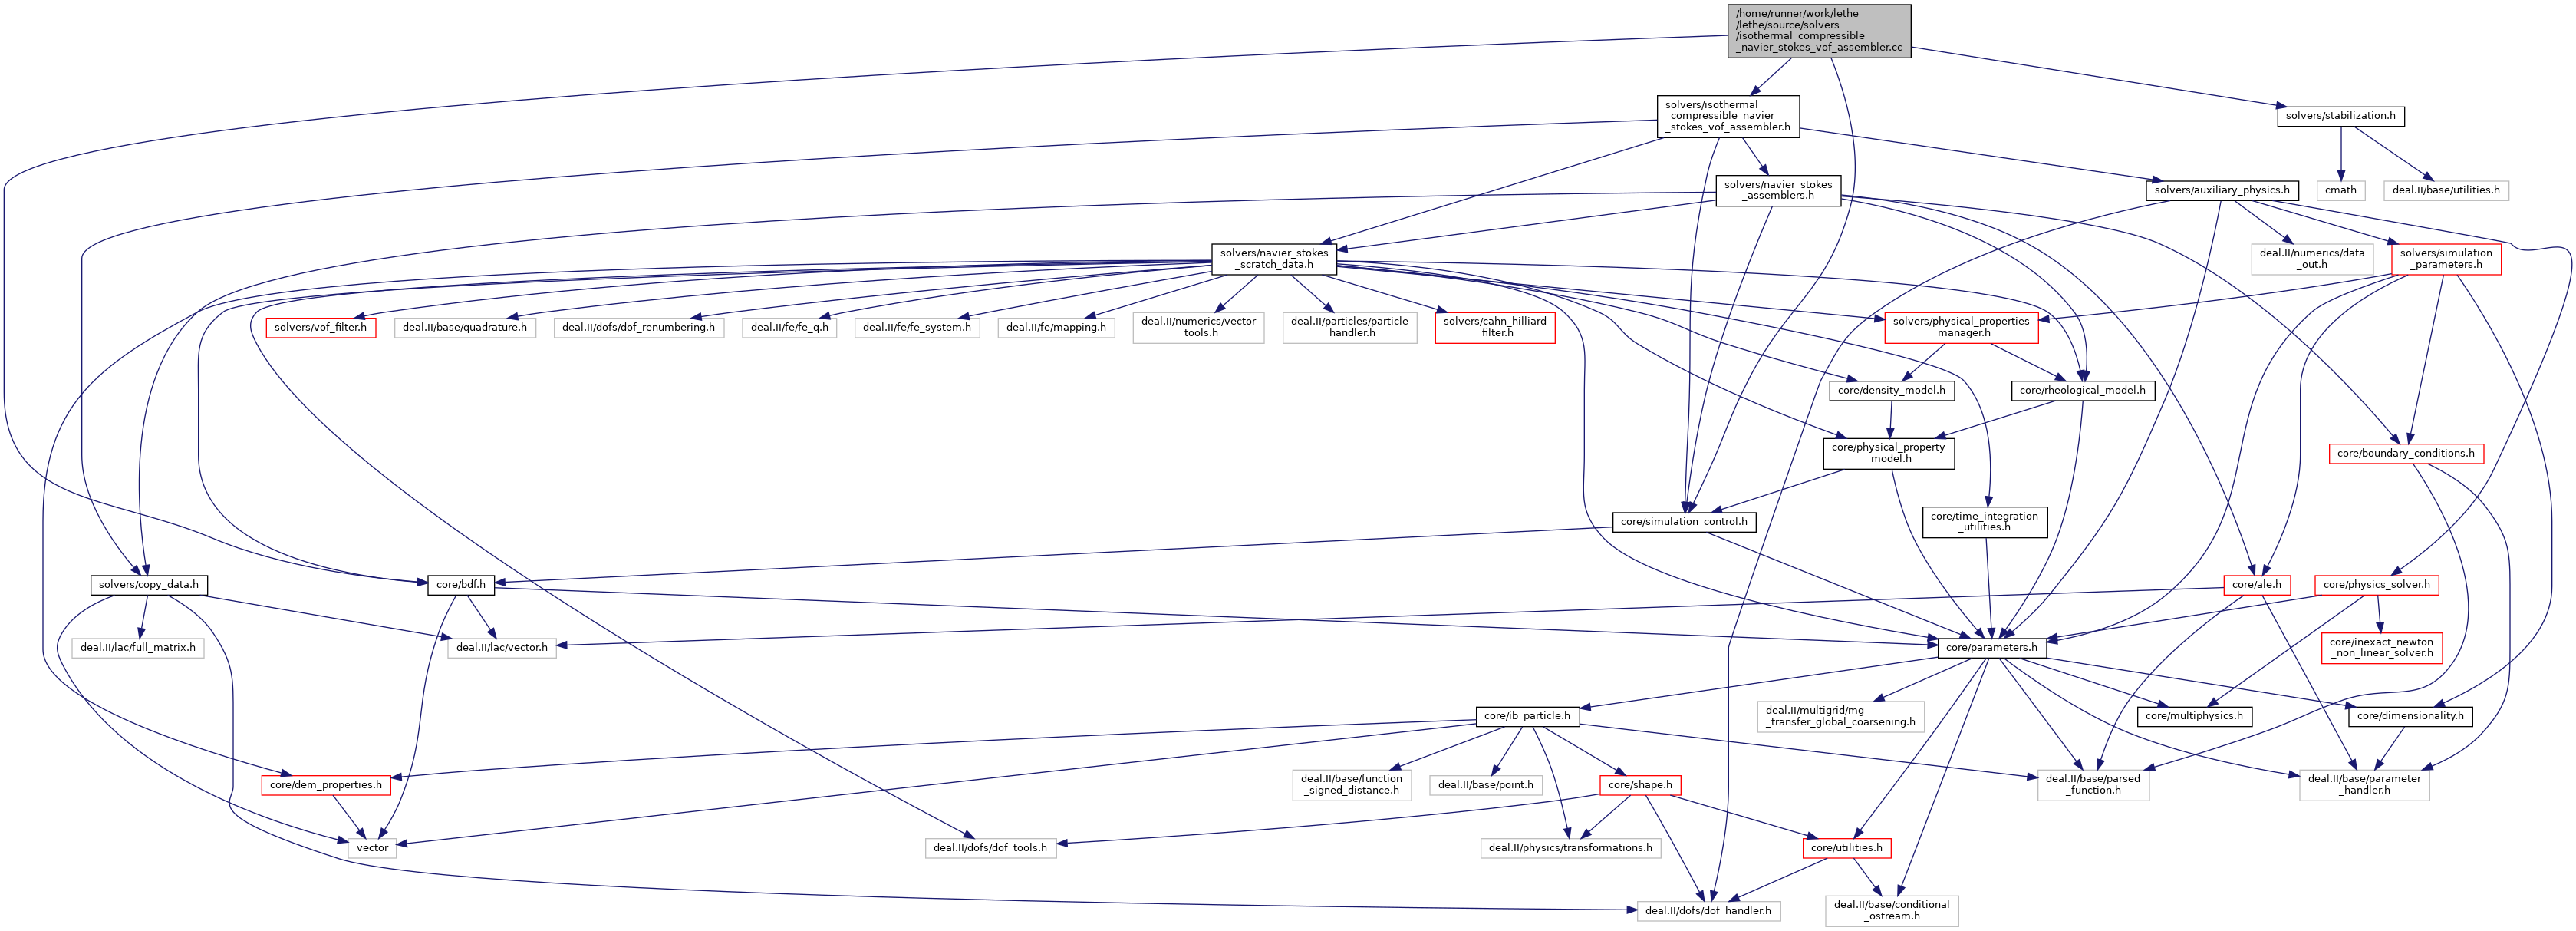 /home/runner/work/lethe
/lethe/source/solvers
/isothermal_compressible
_navier_stokes_vof_assembler.cc
solvers/isothermal
_compressible_navier
_stokes_vof_assembler.h
solvers/stabilization.h
solvers/navier_stokes
_assemblers.h
solvers/auxiliary_physics.h
cmath
deal.II/base/utilities.h
solvers/navier_stokes
_scratch_data.h
deal.II/numerics/data
_out.h
solvers/simulation
_parameters.h
solvers/vof_filter.h
deal.II/base/quadrature.h
deal.II/dofs/dof_renumbering.h
deal.II/fe/fe_q.h
deal.II/fe/fe_system.h
deal.II/fe/mapping.h
deal.II/numerics/vector
_tools.h
deal.II/particles/particle
_handler.h
solvers/cahn_hilliard
_filter.h
solvers/physical_properties
_manager.h
core/density_model.h
core/rheological_model.h
core/physical_property
_model.h
core/boundary_conditions.h
core/simulation_control.h
core/time_integration
_utilities.h
solvers/copy_data.h
core/bdf.h
core/ale.h
core/physics_solver.h
deal.II/lac/full_matrix.h
deal.II/lac/vector.h
core/parameters.h
core/inexact_newton
_non_linear_solver.h
core/ib_particle.h
deal.II/multigrid/mg
_transfer_global_coarsening.h
core/multiphysics.h
core/dimensionality.h
core/dem_properties.h
deal.II/base/function
_signed_distance.h
deal.II/base/point.h
core/shape.h
deal.II/base/parsed
_function.h
deal.II/base/parameter
_handler.h
vector
deal.II/dofs/dof_tools.h
deal.II/physics/transformations.h
core/utilities.h
deal.II/dofs/dof_handler.h
deal.II/base/conditional
_ostream.h